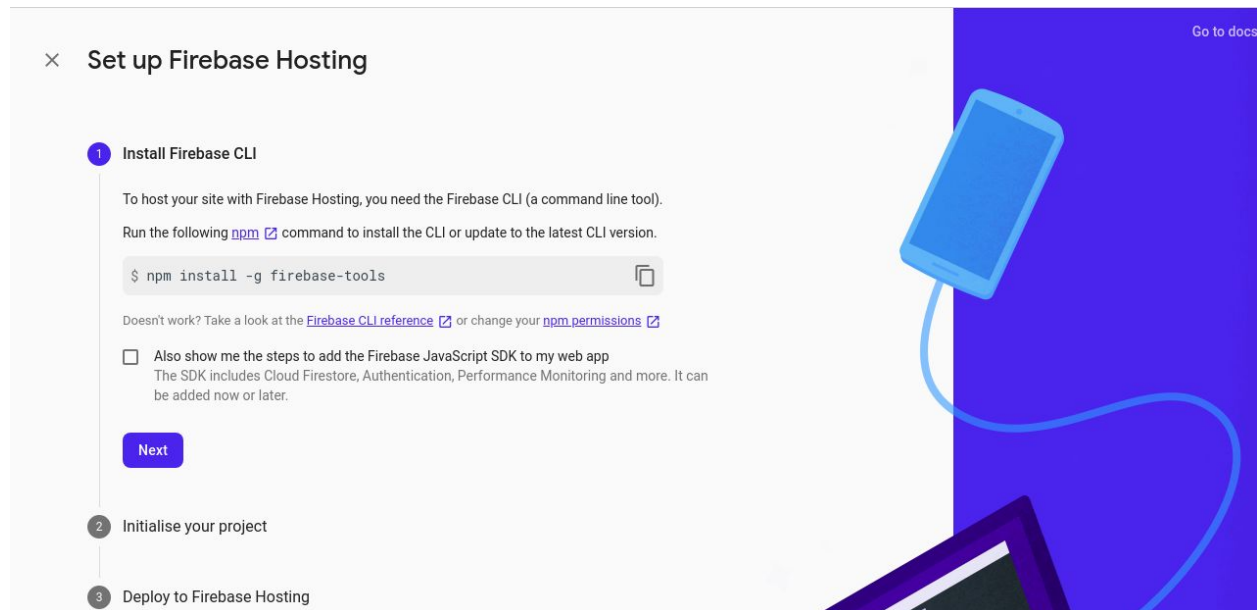 Go to docs
Set up Firebase Hosting
1 Install Firebase CLI
To host your site with Firebase Hosting, you need the Firebase CLI (a command line tool).
Run the following npm command to install the CLI or update to the latest CLI version.
$ npm install -g firebase-tools
Doesn't work? Take a look at the Firebase CLI reference or change your npm permissions
Also show me the steps to add the Firebase JavaScript SDK to my web app
The SDK includes Cloud Firestore, Authentication, Performance Monitoring and more. It can
be added now or later.
Next
2 Initialise your project
3 Deploy to Firebase Hosting